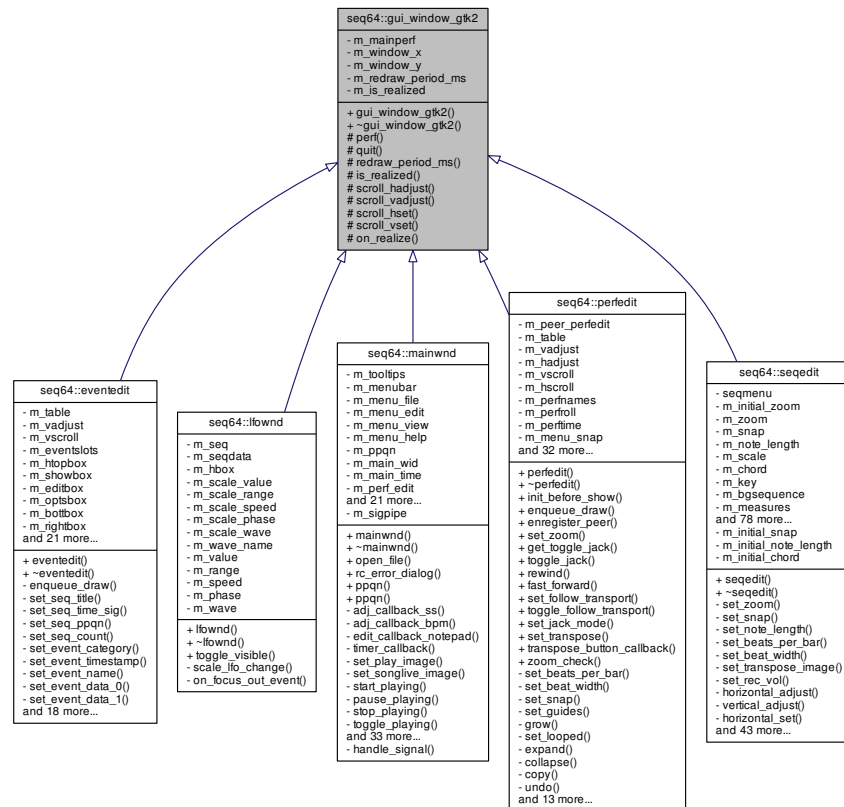 seq64::gui_window_gtk2
- m_mainperf
- m_window_x
- m_window_y
- m_redraw_period_ms
- m_is_realized
+ gui_window_gtk2()
+ ~gui_window_gtk2()
# perf()
# quit()
# redraw_period_ms()
# is_realized()
# scroll_hadjust()
# scroll_vadjust()
# scroll_hset()
# scroll_vset()
# on_realize()
seq64::eventedit
- m_table
- m_vadjust
- m_vscroll
- m_eventslots
- m_htopbox
- m_showbox
- m_editbox
- m_optsbox
- m_bottbox
- m_rightbox
and 21 more...
+ eventedit()
+ ~eventedit()
- enqueue_draw()
- set_seq_title()
- set_seq_time_sig()
- set_seq_ppqn()
- set_seq_count()
- set_event_category()
- set_event_timestamp()
- set_event_name()
- set_event_data_0()
- set_event_data_1()
and 18 more...
seq64::lfownd
- m_seq
- m_seqdata
- m_hbox
- m_scale_value
- m_scale_range
- m_scale_speed
- m_scale_phase
- m_scale_wave
- m_wave_name
- m_value
- m_range
- m_speed
- m_phase
- m_wave
+ lfownd()
+ ~lfownd()
+ toggle_visible()
- scale_lfo_change()
- on_focus_out_event()
seq64::mainwnd
- m_tooltips
- m_menubar
- m_menu_file
- m_menu_edit
- m_menu_view
- m_menu_help
- m_ppqn
- m_main_wid
- m_main_time
- m_perf_edit
and 21 more...
- m_sigpipe
+ mainwnd()
+ ~mainwnd()
+ open_file()
+ rc_error_dialog()
+ ppqn()
+ ppqn()
- adj_callback_ss()
- adj_callback_bpm()
- edit_callback_notepad()
- timer_callback()
- set_play_image()
- set_songlive_image()
- start_playing()
- pause_playing()
- stop_playing()
- toggle_playing()
and 33 more...
- handle_signal()
seq64::perfedit
- m_peer_perfedit
- m_table
- m_vadjust
- m_hadjust
- m_vscroll
- m_hscroll
- m_perfnames
- m_perfroll
- m_perftime
- m_menu_snap
and 32 more...
+ perfedit()
+ ~perfedit()
+ init_before_show()
+ enqueue_draw()
+ enregister_peer()
+ set_zoom()
+ get_toggle_jack()
+ toggle_jack()
+ rewind()
+ fast_forward()
+ set_follow_transport()
+ toggle_follow_transport()
+ set_jack_mode()
+ set_transpose()
+ transpose_button_callback()
+ zoom_check()
- set_beats_per_bar()
- set_beat_width()
- set_snap()
- set_guides()
- grow()
- set_looped()
- expand()
- collapse()
- copy()
- undo()
and 13 more...
seq64::seqedit
- seqmenu
- m_initial_zoom
- m_zoom
- m_snap
- m_note_length
- m_scale
- m_chord
- m_key
- m_bgsequence
- m_measures
and 78 more...
- m_initial_snap
- m_initial_note_length
- m_initial_chord
+ seqedit()
+ ~seqedit()
- set_zoom()
- set_snap()
- set_note_length()
- set_beats_per_bar()
- set_beat_width()
- set_transpose_image()
- set_rec_vol()
- horizontal_adjust()
- vertical_adjust()
- horizontal_set()
and 43 more...